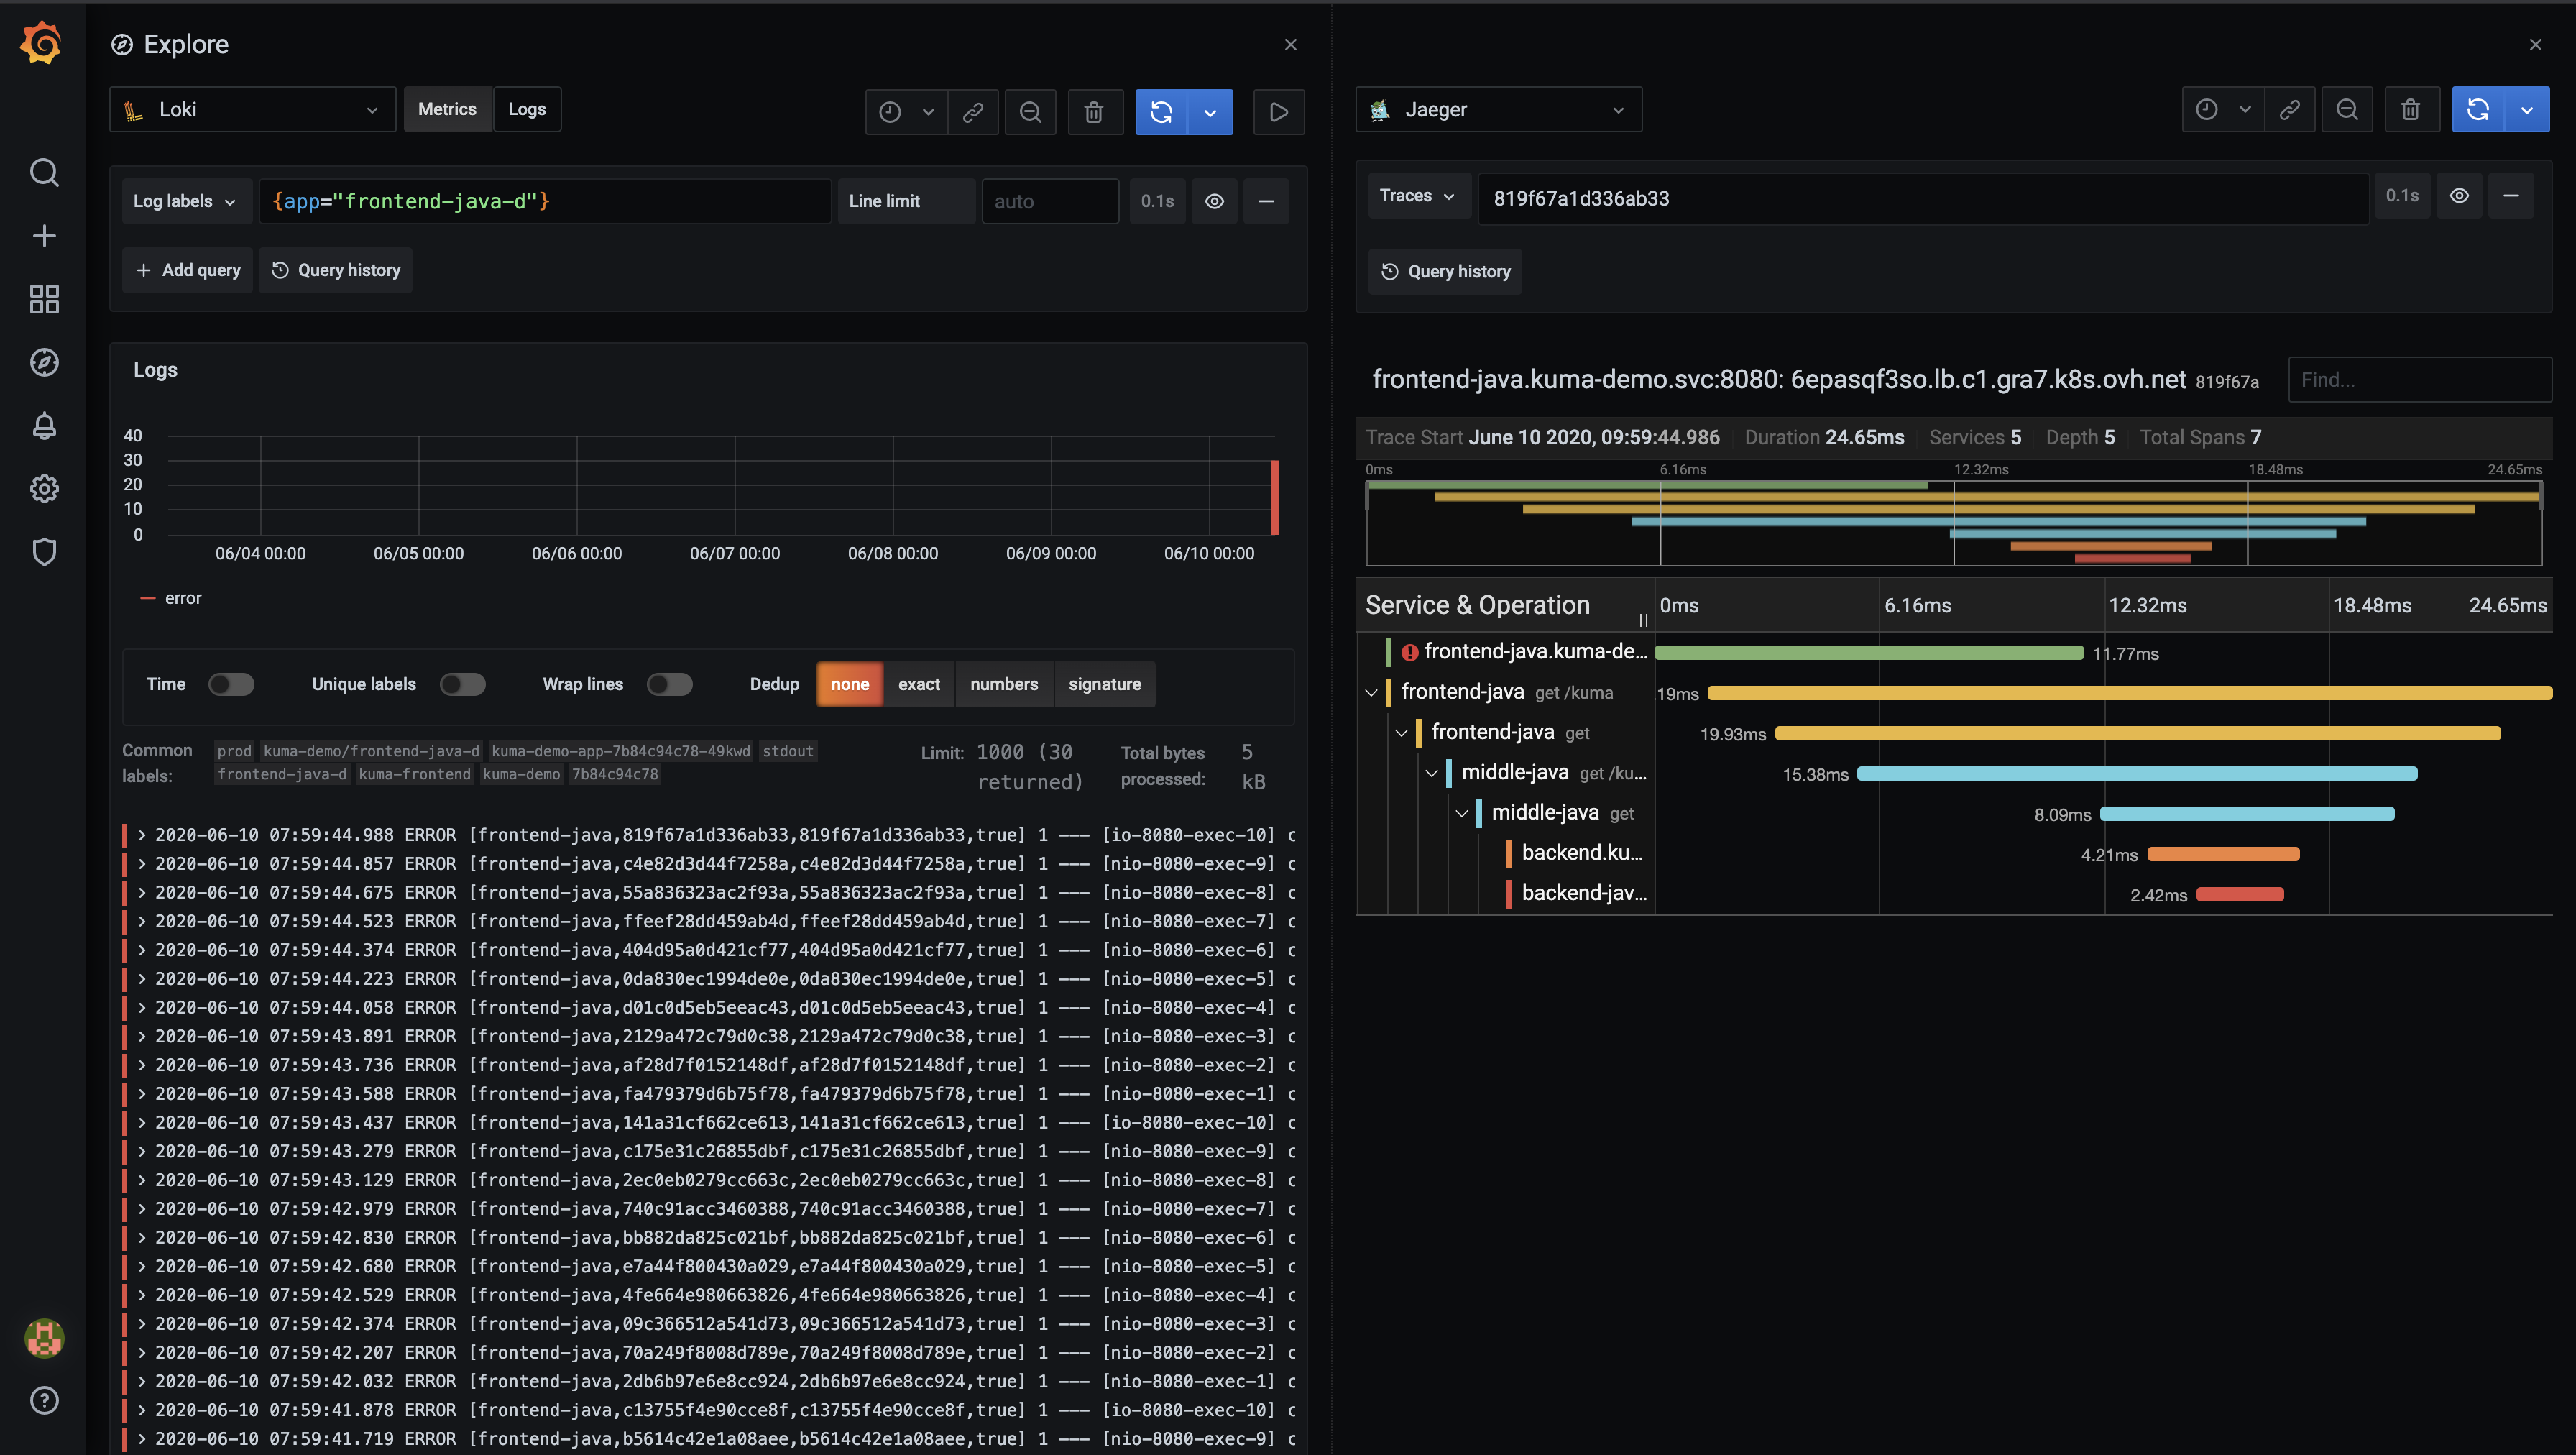 Explore
Loki
Metrics
Logs
Log labels
{app="frontend-java-d"}
Line limit
auto
0.1s
Add query
Query history
Logs
40
30
20
10
0
06/04 00:00
06/05 00:00
06/06 00:00
06/07 00:00
06/08 00:00
06/09 00:00
06/10 00:00
error
Time
Unique labels
Wrap lines
Dedup
none
exact
numbers
signature
Common
labels:
prod kuma-demo/frontend-java-d kuma-demo-app-7b84c94c78-49kwd stdout
frontend-java-d kuma-frontend kuma-demo 7b84c94c78
Limit: 1000 (30
returned)
Total bytes
processed:
5
kB
2020-06-10 07:59:44.988 ERROR [frontend-java,819f67a1d336ab33,819f67a1d336ab33,true] 1 --- [io-8080-exec-10] c
2020-06-10 07:59:44.857 ERROR [frontend-java,c4e82d3d44f7258a,c4e82d3d44f7258a,true] 1 --- [nio-8080-exec-9] c
2020-06-10 07:59:44.675 ERROR [frontend-java,55a836323ac2f93a,55a836323ac2f93a,true] 1 --- [nio-8080-exec-8] c
2020-06-10 07:59:44.523 ERROR [frontend-java,ffeef28dd459ab4d,ffeef28dd459ab4d,true] 1 --- [nio-8080-exec-7] c
2020-06-10 07:59:44.374 ERROR [frontend-java,404d95a0d421cf77,404d95a0d421cf77,true] 1 --- [nio-8080-exec-6] c
2020-06-10 07:59:44.223 ERROR [frontend-java,0da830ec1994de0e,0da830ec1994de0e,true] 1 --- [nio-8080-exec-5] c
2020-06-10 07:59:44.058 ERROR [frontend-java,d01c0d5eb5eeac43,d01c0d5eb5eeac43,true] 1 --- [nio-8080-exec-4] c
2020-06-10 07:59:43.891 ERROR [frontend-java,2129a472c79d0c38,2129a472c79d0c38,true] 1 --- [nio-8080-exec-3] c
2020-06-10 07:59:43.736 ERROR [frontend-java,af28d7f0152148df,af28d7f0152148df,true] 1 --- [nio-8080-exec-2] c
2020-06-10 07:59:43.588 ERROR [frontend-java,fa479379d6b75f78,fa479379d6b75f78,true] 1 --- [nio-8080-exec-1] c
2020-06-10 07:59:43.437 ERROR [frontend-java,141a31cf662ce613,141a31cf662ce613,true] 1 --- [io-8080-exec-10] c
2020-06-10 07:59:43.279 ERROR [frontend-java,c175e31c26855dbf,c175e31c26855dbf,true] 1 --- [nio-8080-exec-9] c
2020-06-10 07:59:43.129 ERROR [frontend-java,2ec0eb0279cc663c,2ec0eb0279cc663c,true] 1 --- [nio-8080-exec-8] c
2020-06-10 07:59:42.979 ERROR [frontend-java,740c91acc3460388,740c91acc3460388,true] 1 --- [nio-8080-exec-7] c
2020-06-10 07:59:42.830 ERROR [frontend-java,bb882da825c021bf,bb882da825c021bf,true] 1 --- [nio-8080-exec-6] c
2020-06-10 07:59:42.680 ERROR [frontend-java,e7a44f800430a029,e7a44f800430a029,true] 1 --- [nio-8080-exec-5] c
2020-06-10 07:59:42.529 ERROR [frontend-java,4fe664e980663826,4fe664e980663826,true] 1 --- [nio-8080-exec-4] c
2020-06-10 07:59:42.374 ERROR [frontend-java,09c366512a541d73,09c366512a541d73,true] 1 --- [nio-8080-exec-3] c
2020-06-10 07:59:42.207 ERROR [frontend-java,70a249f8008d789e,70a249f8008d789e,true] 1 --- [nio-8080-exec-2] c
2020-06-10 07:59:42.032 ERROR [frontend-java,2db6b97e6e8cc924,2db6b97e6e8cc924,true] 1 --- [nio-8080-exec-1] c
2020-06-10 07:59:41.878 ERROR [frontend-java,c13755f4e90cce8f,c13755f4e90cce8f,true] 1 --- [io-8080-exec-10] c
2020-06-10 07:59:41.719 ERROR [frontend-java,b5614c42e1a08aee,b5614c42e1a08aee,true] 1 --- [nio-8080-exec-9] c
Jaeger
Traces
819f67a1d336ab33
0.1s
Query history
frontend-java.kuma-demo.svc:8080: 6epasqf3so.lb.c1.gra7.k8s.ovh.net 819f67a
Find...
Trace Start June 10 2020, 09:59:44.986 Duration 24.65ms Services 5 Depth 5 Total Spans 7
0ms 6.16ms 12.32ms 18.48ms 24.65ms
Service & Operation 0ms 6.16ms 12.32ms 18.48ms 24.65ms
frontend-java.kuma-de... 11.77ms
frontend-java get /kuma .19ms
frontend-java get 19.93ms
middle-java get /ku... 15.38ms
middle-java get 8.09ms
backend.ku... 4.21ms
backend-jav... 2.42ms